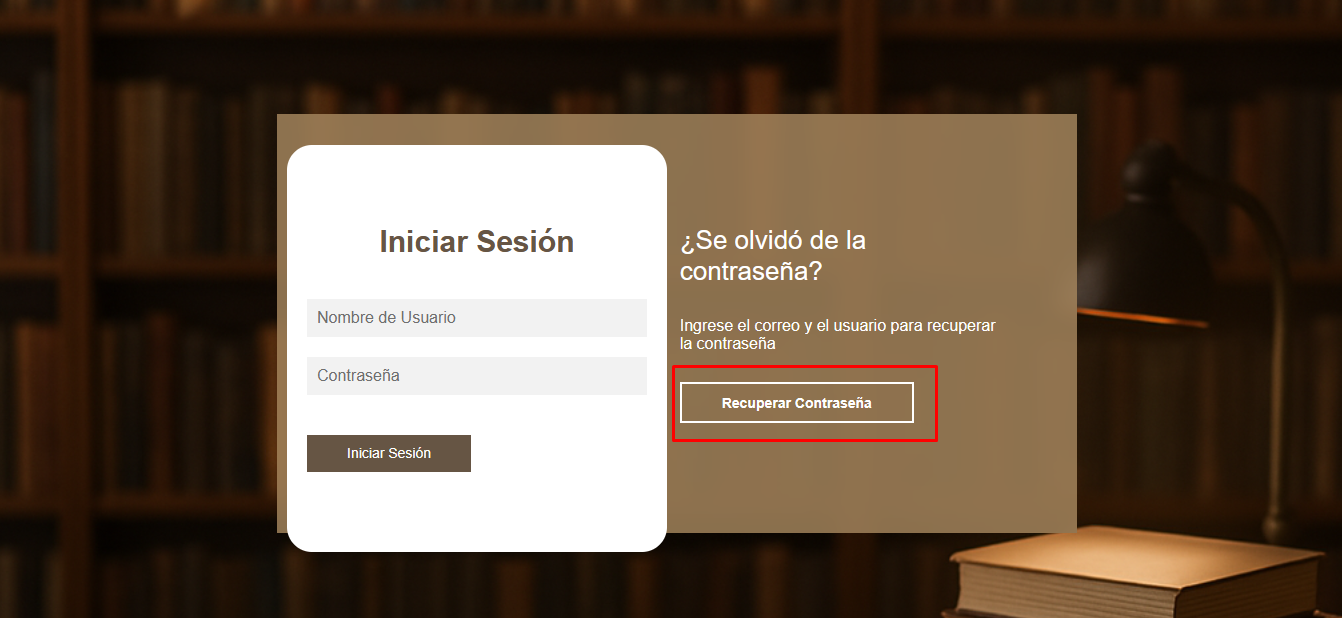 Iniciar Sesión
Nombre de Usuario
Contraseña
Iniciar Sesión
¿Se olvidó de la
contraseña?
Ingrese el correo y el usuario para recuperar
la contraseña
Recuperar Contraseña